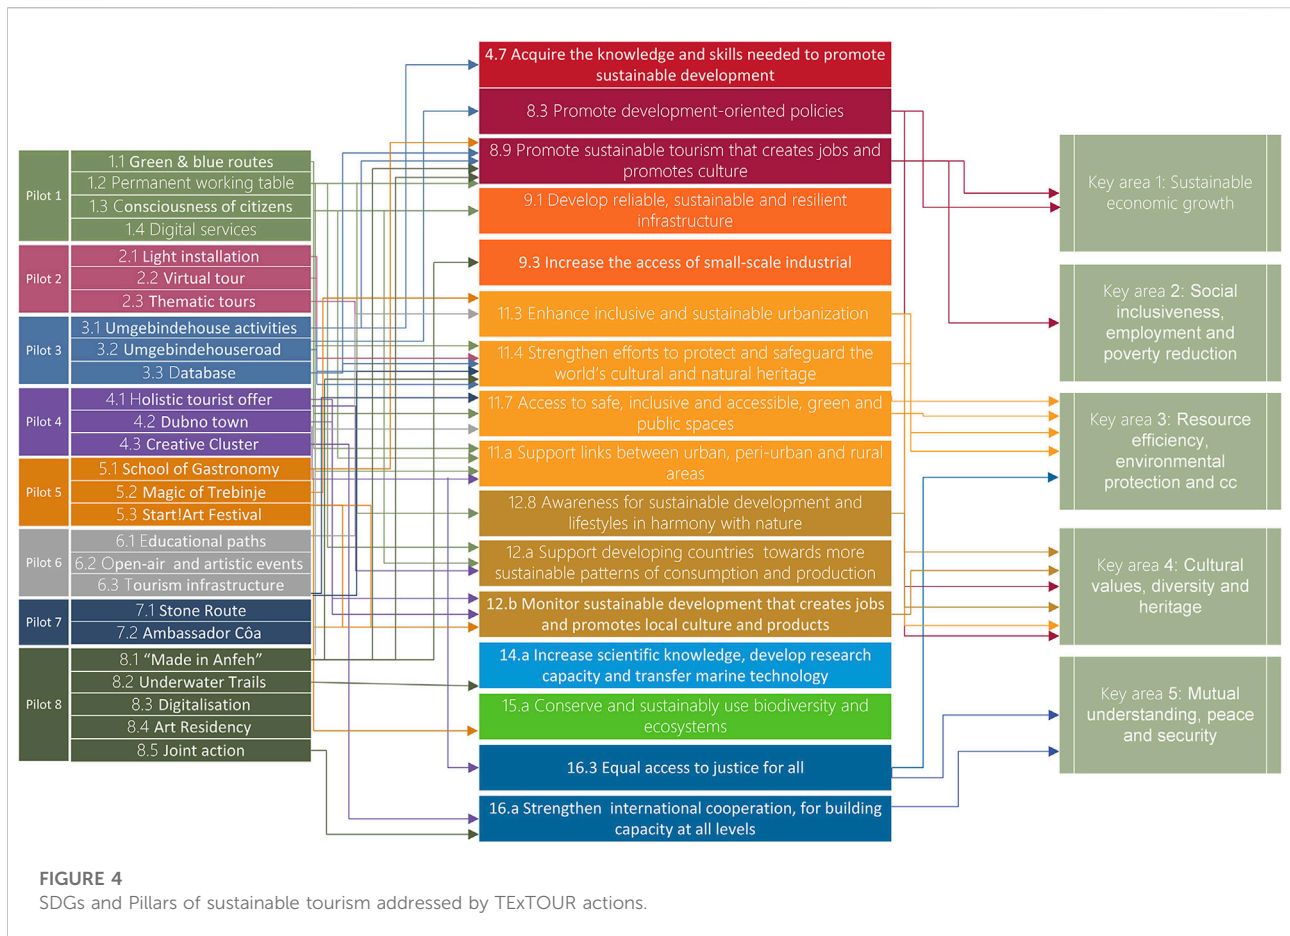 Pilot 1
1.1 Green & blue routes
1.2 Permanent working table
1.3 Consciousness of citizens
1.4 Digital services
Pilot 2
2.1 Light installation
2.2 Virtual tour
2.3 Thematic tours
Pilot 3
3.1 Umgebindehouse activities
3.2 Umgebindehouseroad
3.3 Database
Pilot 4
4.1 Holistic tourist offer
4.2 Dubno town
4.3 Creative Cluster
Pilot 5
5.1 School of Gastronomy
5.2 Magic of Trebinje
5.3 Start!Art Festival
Pilot 6
6.1 Educational paths
6.2 Open-air and artistic events
6.3 Tourism infrastructure
Pilot 7
7.1 Stone Route
7.2 Ambassador Côa
Pilot 8
8.1 “Made in Anfeh”
8.2 Underwater Trails
8.3 Digitalisation
8.4 Art Residency
8.5 Joint action
4.7 Acquire the knowledge and skills needed to promote
sustainable development
8.3 Promote development-oriented policies
8.9 Promote sustainable tourism that creates jobs and
promotes culture
9.1 Develop reliable, sustainable and resilient
infrastructure
9.3 Increase the access of small-scale industrial
11.3 Enhance inclusive and sustainable urbanization
11.4 Strengthen efforts to protect and safeguard the
world's cultural and natural heritage
11.7 Access to safe, inclusive and accessible, green and
public spaces
11.a Support links between urban, peri-urban and rural
areas
12.8 Awareness for sustainable development and
lifestyles in harmony with nature
12.a Support developing countries towards more
sustainable patterns of consumption and production
12.b Monitor sustainable development that creates jobs
and promotes local culture and products
14.a Increase scientific knowledge, develop research
capacity and transfer marine technology
15.a Conserve and sustainably use biodiversity and
ecosystems
16.3 Equal access to justice for all
16.a Strengthen international cooperation, for building
capacity at all levels
Key area 1: Sustainable
economic growth
Key area 2: Social
inclusiveness,
employment and
poverty reduction
Key area 3: Resource
efficiency,
environmental
protection and cc
Key area 4: Cultural
values, diversity and
heritage
Key area 5: Mutual
understanding, peace
and security
FIGURE 4
SDGs and Pillars of sustainable tourism addressed by TExTOUR actions.